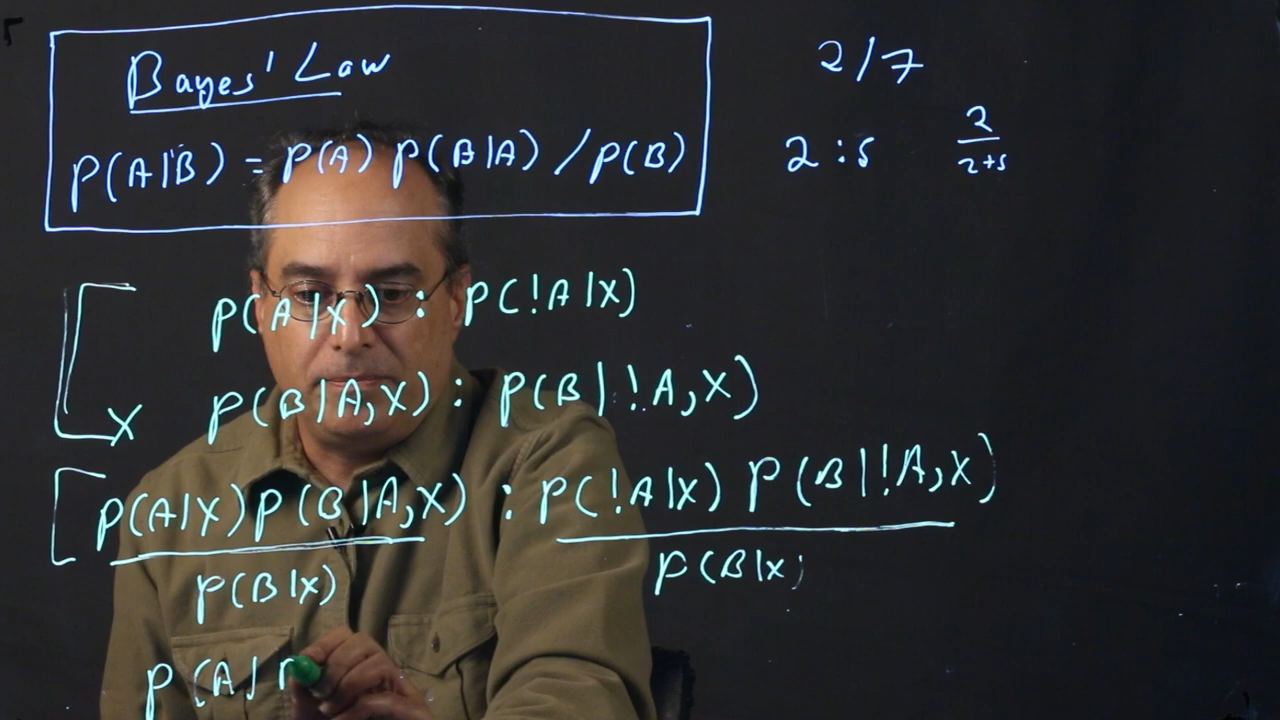 Bayes' Law
P(A|B) = P(A) P(B|A) / P(B)
2/7
2 : 5
2
2+5
P(A|X) : P(!A|X)
P(B|A,X) : P(B|!A,X)
X
P(A|X) P(B|A,X) : P(!A|X) P(B|!A,X)
P(B|X)
P(B|X)
P(A|